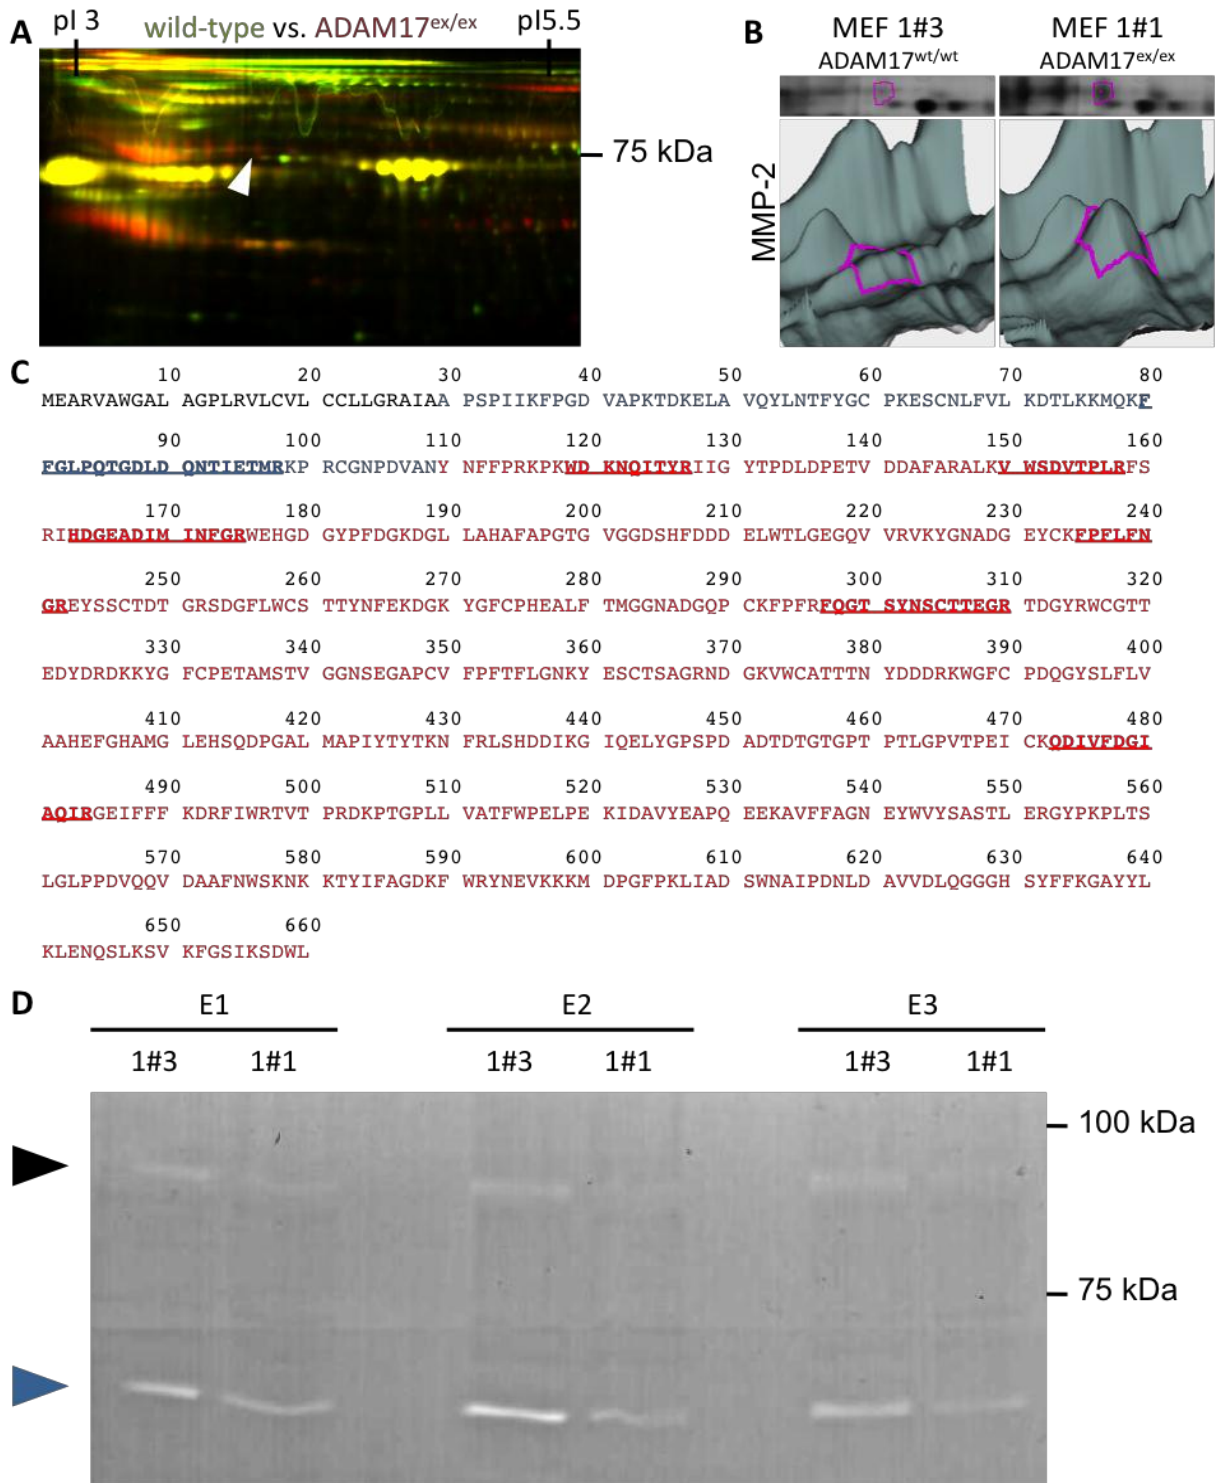 A
pI 3
wild-type vs. ADAM17ex/ex
pI5.5
75 kDa
B
MEF 1#3
ADAM17wt/wt
MEF 1#1
ADAM17ex/ex
MMP-2
C
10 20 30 40 50 60 70 80
MEARVAWGAL AGPLRVLCVL CCLLGRAIAA PSPIIKFPGD VAPKTDKELA VQYLNTFYGC PKESCNLFVL KDTLKKMQKF
90 100 110 120 130 140 150 160
FGLPQTGDLD QNTIETMRKP RCGNPDVANY NFFPRKPKWD KNQITYRIIG YTPDLDPETV DDAFARALKV WSDVTPLRFS
170 180 190 200 210 220 230 240
RIHDGEADIM INFGRWEHGD GYPFDGKDGL LAHAFAPGTG VGGDSHFDDD ELWTLGEGQV VRVKYGNADG EYCKFPFLFN
250 260 270 280 290 300 310 320
GREYSSCTDT GRSDGFLWCS TTYNFEKDGK YGFCPHEALF TMGGNADGQP CKFPFRFQGT SYNSCTTEGR TDGYRWCGTT
330 340 350 360 370 380 390 400
EDYDRDKKYG FCPETAMSTV GGNSEGAPCV FPFTFLGNKY ESCTSAGRND GKVWCATTTN YDDDRKWGFC PDQGYSLFLV
410 420 430 440 450 460 470 480
AAHEFGHAMG LEHSQDPGAL MAPIYTYTKN FRLSHDDIKG IQELYGPSPD ADTDTGTGPT PTLGPVTPEI CKQDIVFDGI
490 500 510 520 530 540 550 560
AQIRGEIFFF KDRFIWRTVT PRDKPTGPLL VATFWPELPE KIDAVYEAPQ EEKAVFFAGN EYWVYSASTL ERGYPKPLTS
570 580 590 600 610 620 630 640
LGLPPDVQQV DAAFNWSKNK KTYIFAGDKF WRYNEVKKKM DPGFPKLIAD SWNAIPDNLD AVVDLQGGGH SYFFKGAYYL
650 660
KLENQSLKSV KFGSIKSDWL
D
E1 E2 E3
1#3 1#1 1#3 1#1 1#3 1#1
100 kDa
75 kDa